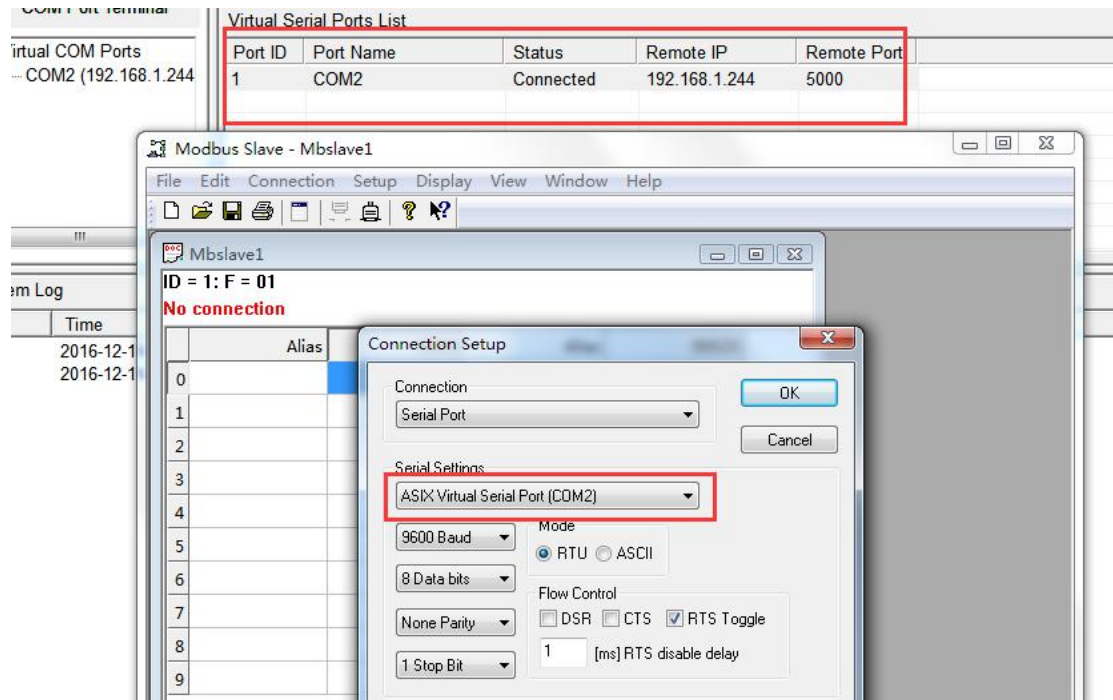 COM Port Terminal
Virtual Serial Ports List
irtual COM Ports
COM2 (192.168.1.244
Port ID Port Name Status Remote IP Remote Port
1 COM2 Connected 192.168.1.244 5000
Modbus Slave - Mbslave1
File Edit Connection Setup Display View Window Help
Mbslave1
ID = 1: F = 01
No connection
em Log
Time
2016-12-1
2016-12-1
Alias
0
1
2
3
4
5
6
7
8
9
Connection Setup
Connection
Serial Port
OK
Cancel
Serial Settings
ASIX Virtual Serial Port (COM2)
9600 Baud
8 Data bits
None Parity
1 Stop Bit
Mode
RTU ASCII
Flow Control
DSR CTS RTS Toggle
1 [ms] RTS disable delay